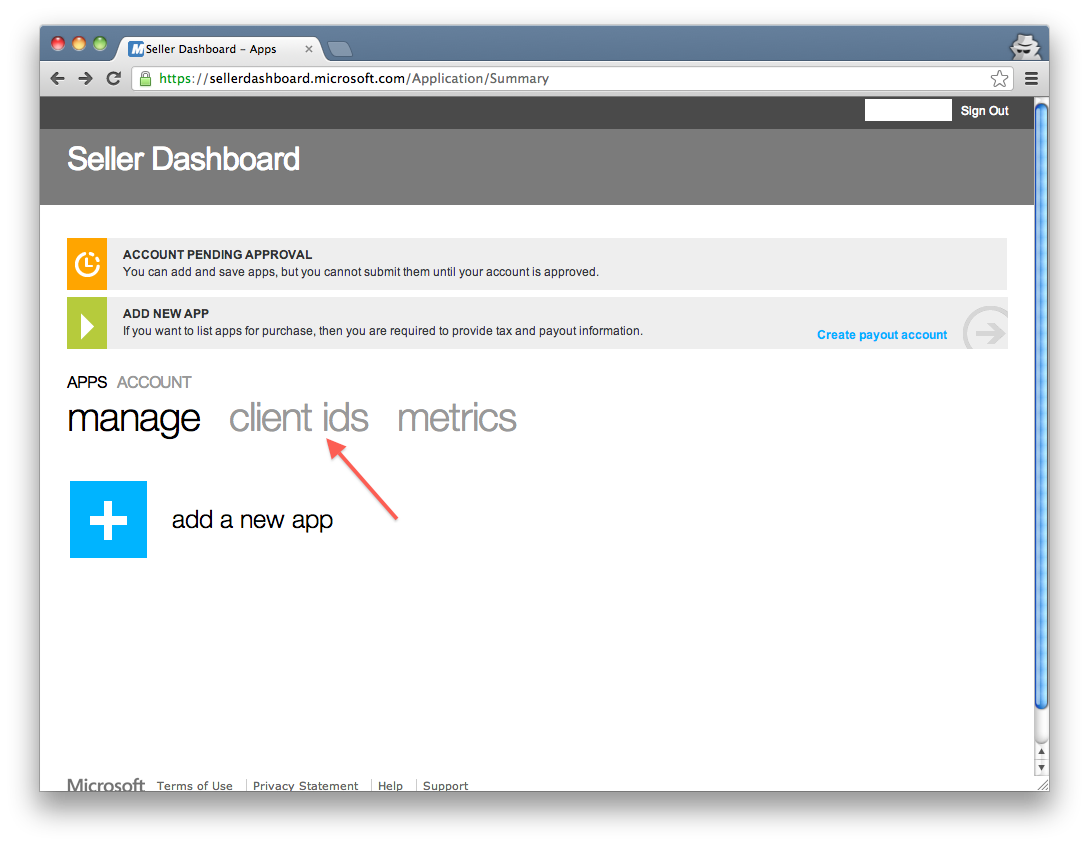 Seller Dashboard – Apps
https://sellerdashboard.microsoft.com/Application/Summary
Sign Out
Seller Dashboard
ACCOUNT PENDING APPROVAL
You can add and save apps, but you cannot submit them until your account is approved.
ADD NEW APP
If you want to list apps for purchase, then you are required to provide tax and payout information.
Create payout account
APPS ACCOUNT
manage client ids metrics
add a new app
Microsoft Terms of Use Privacy Statement Help Support